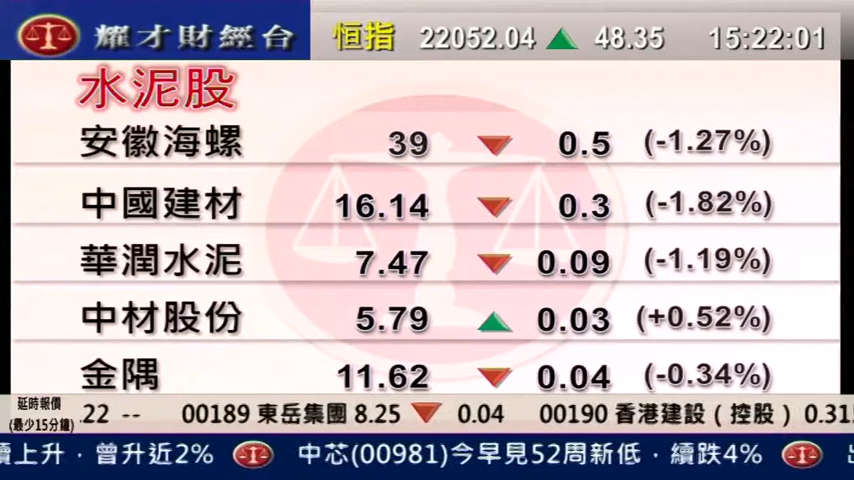 耀才財經台 恒指 22052.04 ▲ 48.35 15:22:01
水泥股
安徽海螺 39 ▼ 0.5 (-1.27%)
中國建材 16.14 ▼ 0.3 (-1.82%)
華潤水泥 7.47 ▼ 0.09 (-1.19%)
中材股份 5.79 ▲ 0.03 (+0.52%)
金隅 11.62 ▼ 0.04 (-0.34%)
延時報價
(最少15分鐘)
.22 -- 00189 東岳集團 8.25 ▼ 0.04 00190 香港建設(控股) 0.315
續上升﹒曾升近2% 中芯(00981)今早見52周新低﹒續跌4%